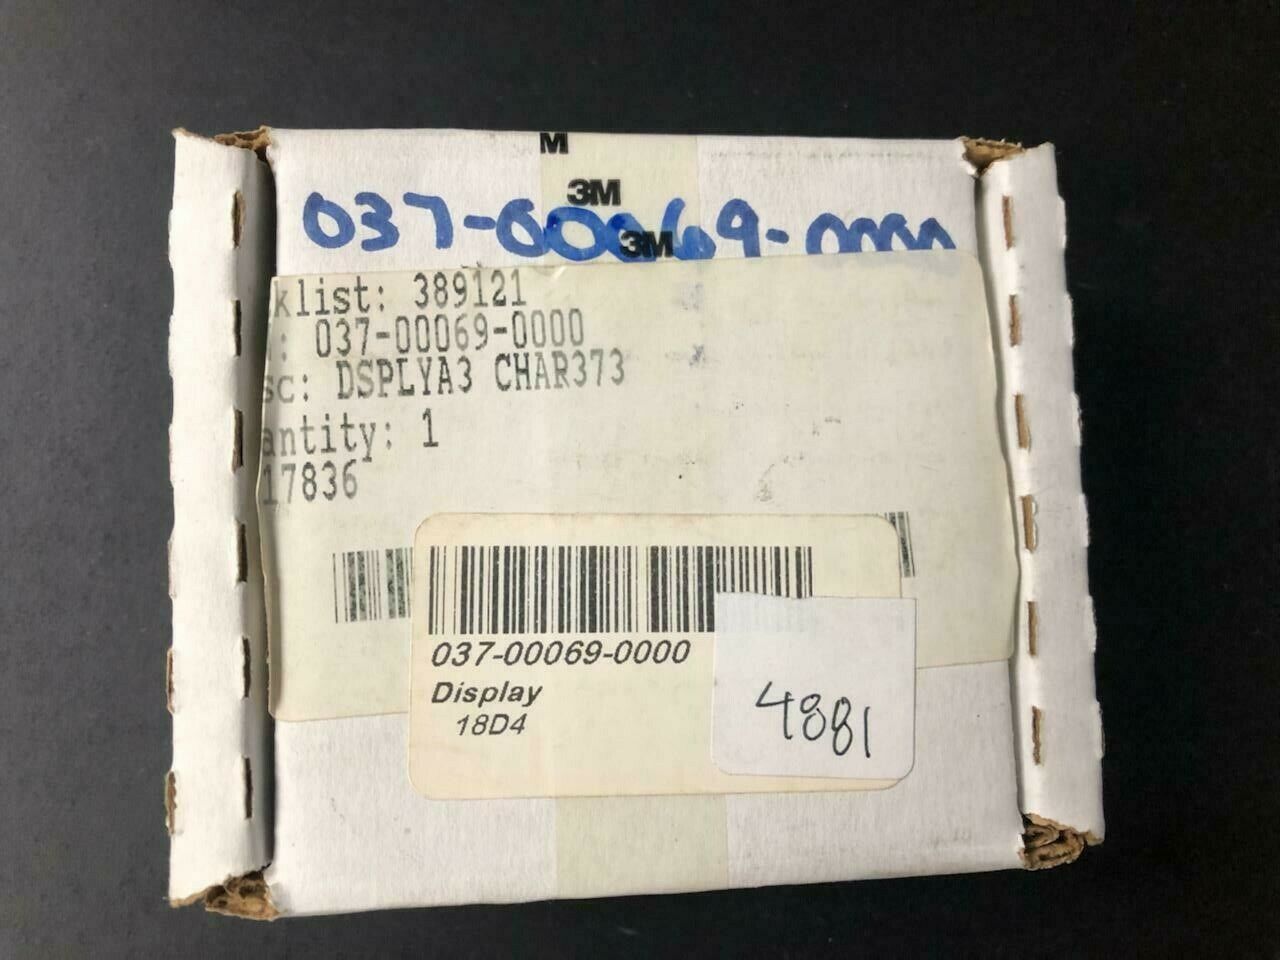 M
3M
3M
037-00069-0000
klist: 389121
: 037-00069-0000
sc: DSPLYA3 CHAR373
antity: 1
17836
037-00069-0000
Display
18D4
4881